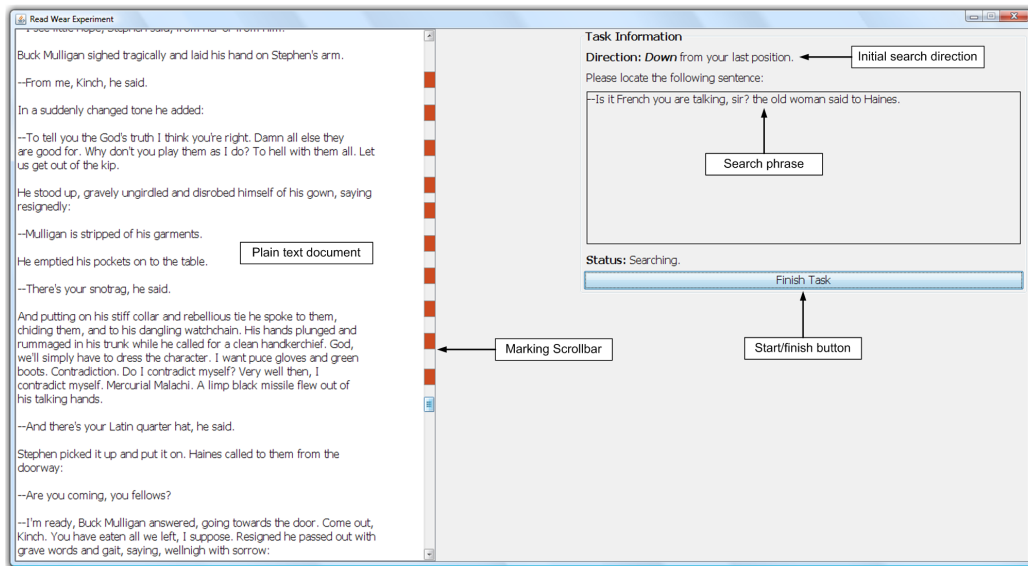 Read Wear Experiment
--I see little hope, Stephen said, from her or from him.
Buck Mulligan sighed tragically and laid his hand on Stephen's arm.
--From me, Kinch, he said.
In a suddenly changed tone he added:
--To tell you the God's truth I think you're right. Damn all else they
are good for. Why don't you play them as I do? To hell with them all. Let
us get out of the kip.
He stood up, gravely ungirdled and disrobed himself of his gown, saying
resignedly:
--Mulligan is stripped of his garments.
He emptied his pockets on to the table.
--There's your snotrag, he said.
And putting on his stiff collar and rebellious tie he spoke to them,
chiding them, and to his dangling watchchain. His hands plunged and
rummaged in his trunk while he called for a clean handkerchief. God,
we'll simply have to dress the character. I want puce gloves and green
boots. Contradiction. Do I contradict myself? Very well then, I
contradict myself. Mercurial Malachi. A limp black missile flew out of
his talking hands.
--And there's your Latin quarter hat, he said.
Stephen picked it up and put it on. Haines called to them from the
doorway:
--Are you coming, you fellows?
--I'm ready, Buck Mulligan answered, going towards the door. Come out,
Kinch. You have eaten all we left, I suppose. Resigned he passed out with
grave words and gait, saying, wellnigh with sorrow:
Plain text document
Marking Scrollbar
Task Information
Direction: Down from your last position.
Initial search direction
Please locate the following sentence:
--Is it French you are talking, sir? the old woman said to Haines.
Search phrase
Status: Searching.
Finish Task
Start/finish button